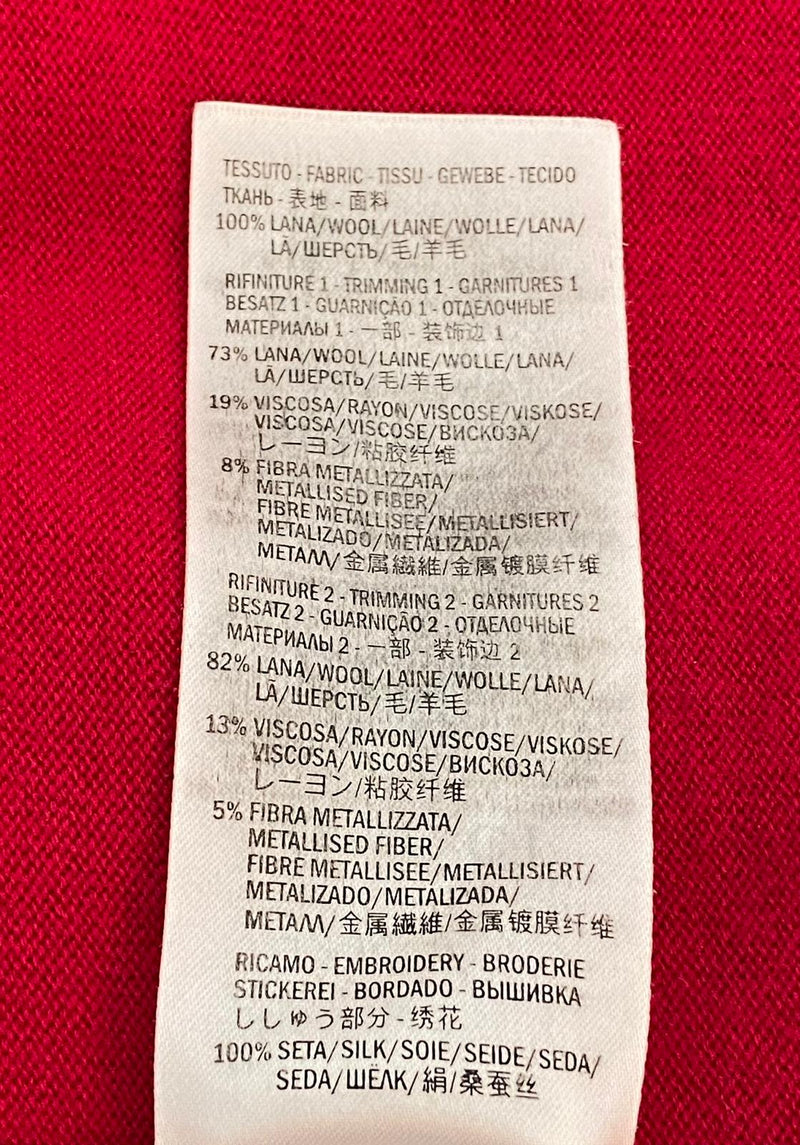 TESSUTO - FABRIC - TISSU - GEWEBE - TECIDO
ТКАНЬ - 表地 - 面料
100% LANA/WOOL/LAINE/WOLLE/LANA/
LÃ/ШЕРСТЬ/毛/羊毛
RIFINITURE 1 - TRIMMING 1 - GARNITURES 1
BESATZ 1 - GUARNIÇÃO 1 - ОТДЕЛОЧНЫЕ
МАТЕРИАЛЫ 1 - 一部 - 装饰边 1
73% LANA/WOOL/LAINE/WOLLE/LANA/
LÃ/ШЕРСТЬ/毛/羊毛
19% VISCOSA/RAYON/VISCOSE/VISKOSE/
VISCOSA/VISCOSE/ВИСКОЗА/
レーヨン/粘胶纤维
8% FIBRA METALLIZZATA/
METALLISED FIBER/
FIBRE METALLISEE/METALLISIERT/
METALIZADO/METALIZADA/
МЕТАЛЛ/金属繊維/金属镀膜纤维
RIFINITURE 2 - TRIMMING 2 - GARNITURES 2
BESATZ 2 - GUARNIÇÃO 2 - ОТДЕЛОЧНЫЕ
МАТЕРИАЛЫ 2 - 一部 - 装饰边 2
82% LANA/WOOL/LAINE/WOLLE/LANA/
LÃ/ШЕРСТЬ/毛/羊毛
13% VISCOSA/RAYON/VISCOSE/VISKOSE/
VISCOSA/VISCOSE/ВИСКОЗА/
レーヨン/粘胶纤维
5% FIBRA METALLIZZATA/
METALLISED FIBER/
FIBRE METALLISEE/METALLISIERT/
METALIZADO/METALIZADA/
МЕТАЛЛ/金属繊維/金属镀膜纤维
RICAMO - EMBROIDERY - BRODERIE
STICKEREI - BORDADO - ВЫШИВКА
ししゅう部分 - 绣花
100% SETA/SILK/SOIE/SEIDE/SEDA/
SEDA/ШЁЛК/絹/桑蚕丝